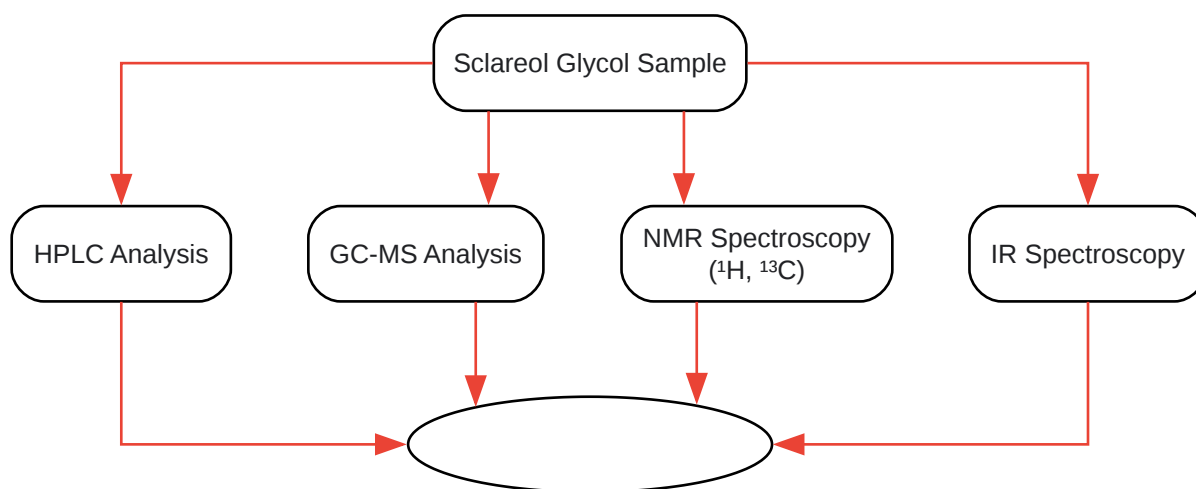 Sclareol Glycol Sample
HPLC Analysis
GC-MS Analysis
NMR Spectroscopy
(¹H, ¹³C)
IR Spectroscopy